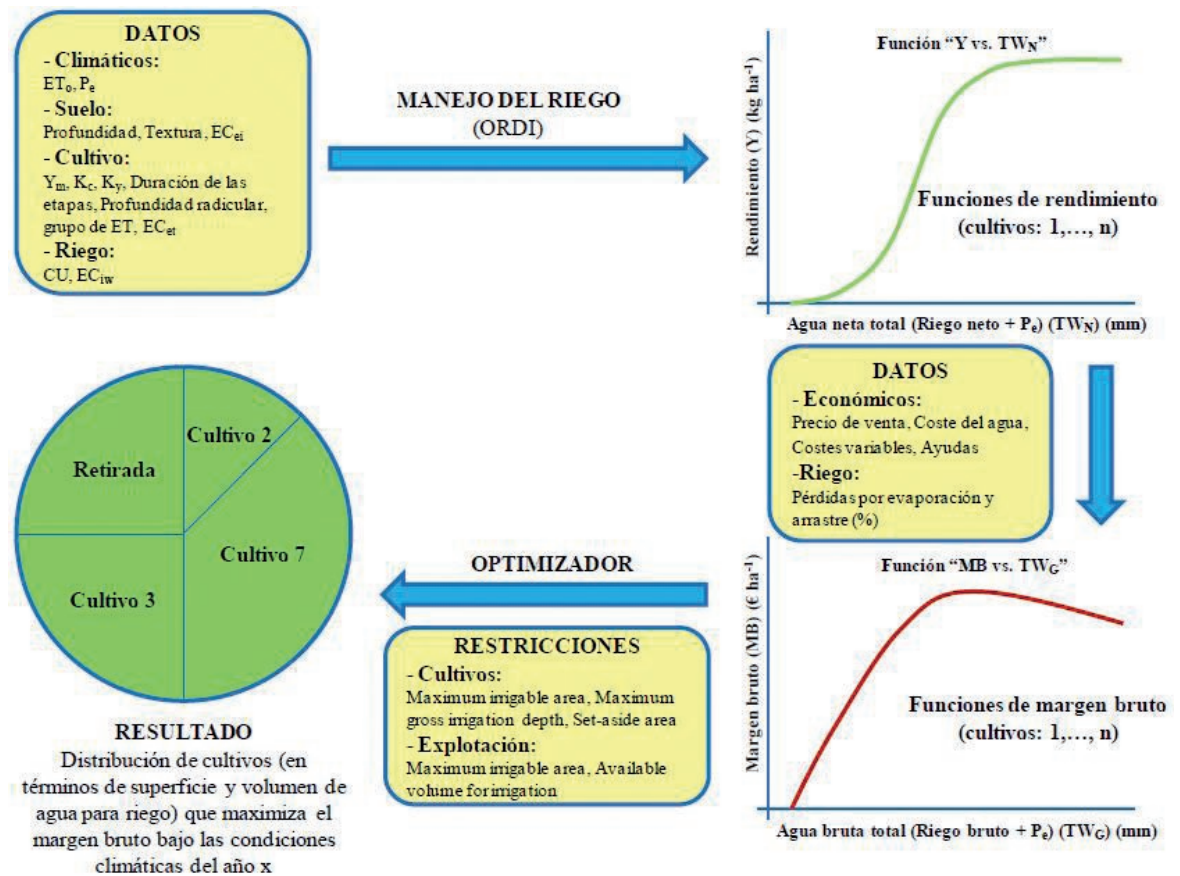 DATOS
- Climáticos:
ETₒ, Pₑ
- Suelo:
Profundidad, Textura, ECₑᵢ
- Cultivo:
Yₘ, K꜀, Kᵧ, Duración de las
etapas, Profundidad radicular,
grupo de ET, ECₑₜ
- Riego:
CU, ECᵢw
MANEJO DEL RIEGO
(ORDI)
Rendimiento (Y) (kg ha⁻¹)
Función “Y vs. TWN”
Funciones de rendimiento
(cultivos: 1,…, n)
Agua neta total (Riego neto + Pₑ) (TWN) (mm)
DATOS
- Económicos:
Precio de venta, Coste del agua,
Costes variables, Ayudas
- Riego:
Pérdidas por evaporación y
arrastre (%)
Margen bruto (MB) (€ ha⁻¹)
Función “MB vs. TWG”
Funciones de margen bruto
(cultivos: 1,…, n)
Agua bruta total (Riego bruto + Pₑ) (TWG) (mm)
OPTIMIZADOR
RESTRICCIONES
- Cultivos:
Maximum irrigable area, Maximum
gross irrigation depth, Set-aside area
- Explotación:
Maximum irrigable area, Available
volume for irrigation
Cultivo 2
Retirada
Cultivo 7
Cultivo 3
RESULTADO
Distribución de cultivos (en
términos de superficie y volumen de
agua para riego) que maximiza el
margen bruto bajo las condiciones
climáticas del año x